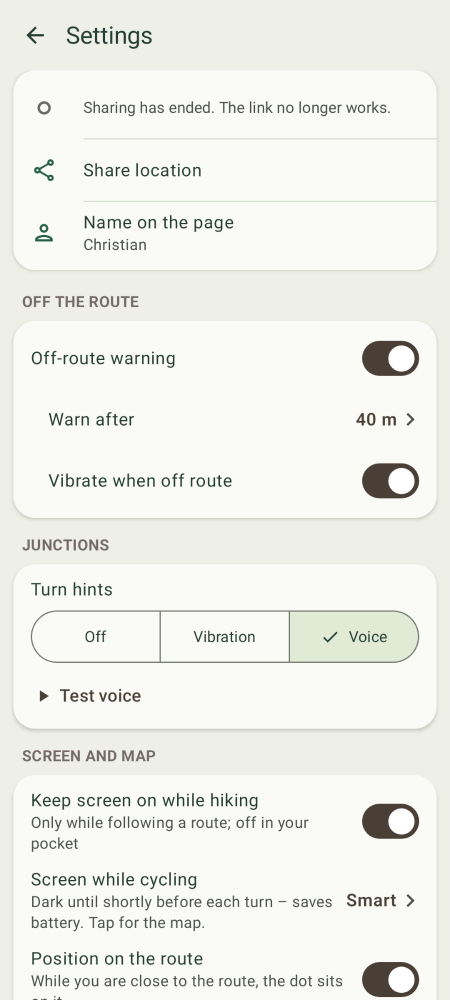 Settings
Sharing has ended. The link no longer works.
Share location
Name on the page
Christian
OFF THE ROUTE
Off-route warning
Warn after
40 m
Vibrate when off route
JUNCTIONS
Turn hints
Off
Vibration
Voice
Test voice
SCREEN AND MAP
Keep screen on while hiking
Only while following a route; off in your
pocket
Screen while cycling
Dark until shortly before each turn – saves
battery. Tap for the map.
Smart
Position on the route
While you are close to the route, the dot sits